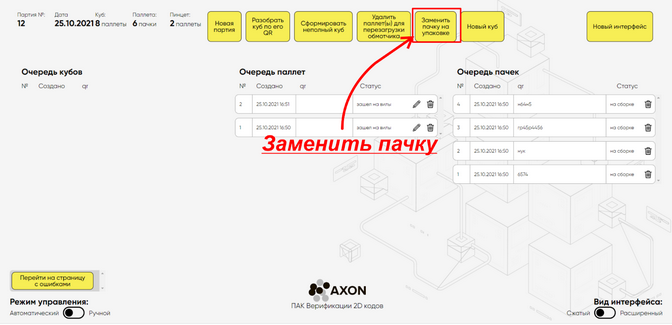 Партия №: Дата Куб: Паллета: Пинцет:
12 25.10.2021 8 паллеты 6 пачки 2 паллеты
Новая
партия
Разобрать
куб по его
QR
Сформировать
неполный куб
Удалить
паллет(ы) для
перезагрузки
обмотчика
Заменить
пачку на
упаковке
Новый куб
Новый интерфейс
Очередь кубов
№ Создано qr
Очередь паллет
№ Создано qr Статус
2 25.10.2021 16:51 зашел на виты
1 25.10.2021 16:50 зашел на виты
Очередь пачек
№ Создано qr Статус
4 25.10.2021 16:50 на сборке
3 25.10.2021 16:50 на сборке
2 25.10.2021 16:50 нук на сборке
1 25.10.2021 16:50 6574 на сборке
Заменить пачку
Перейти на страницу
с ошибками
Режим управления:
Автоматический Ручной
AXON
ПАК Верификации 2D кодов
Вид интерфейса:
Сжатый Расширенный